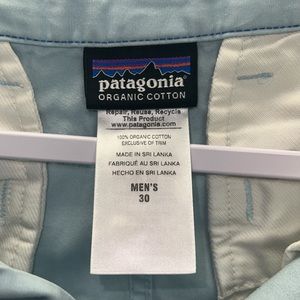 patagonia
ORGANIC COTTON
Repair, Reuse, Recycle
This Product
www.patagonia.com
100% ORGANIC COTTON
EXCLUSIVE OF TRIM
MADE IN SRI LANKA
FABRIQUÉ AU SRI LANKA
HECHO EN SRI LANKA
MEN'S
30